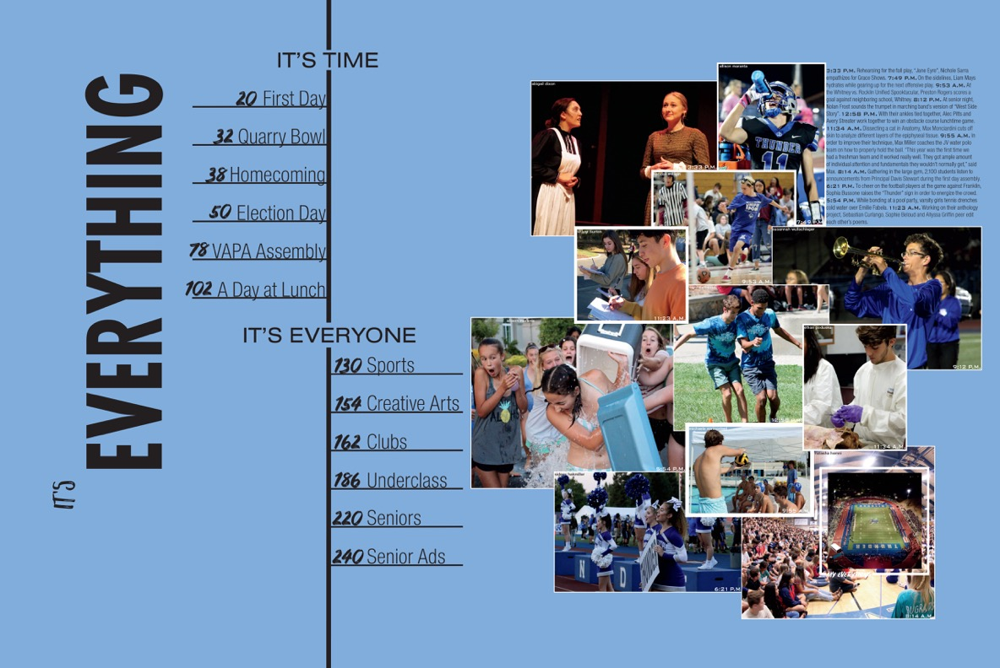 IT'S
EVERYTHING
IT'S TIME
20 First Day
32 Quarry Bowl
38 Homecoming
50 Election Day
78 VAPA Assembly
102 A Day at Lunch
IT'S EVERYONE
130 Sports
154 Creative Arts
162 Clubs
186 Underclass
220 Seniors
240 Senior Ads
abigail dixon
3:33 P.M.
allison maranta
THUNDER
11
7:49 P.M.
9:53 A.M.
11:23 A.M.
susannah wulschlager
9:12 P.M.
5:54 P.M.
12:58 P.M.
11:34 A.M.
9:55 A.M.
N D
6:21 P.M.
8:14 A.M.
3:33 P.M. Rehearsing for the fall play, "Jane Eyre", Nichole Sarra
empathizes for Grace Shows. 7:49 P.M. On the sidelines, Liam Mays
hydrates while gearing up for the next offensive play. 9:53 A.M. At
the Whitney vs. Rocklin Unified Spooktacular, Preston Rogers scores a
goal against neighboring school, Whitney. 8:12 P.M. At senior night,
Nolan Frost sounds the trumpet in marching band's version of "West Side
Story". 12:58 P.M. With their ankles tied together, Alec Pitts and
Avery Streater work together to win an obstacle course lunchtime game.
11:34 A.M. Dissecting a cat in Anatomy, Max Monciardini cuts off
skin to analyze different layers of the epiphyseal tissue. 9:55 A.M. In
order to improve their technique, Max Miller coaches the JV water polo
team on how to properly hold the ball. "This year was the first time we
had a freshman team and it worked really well. They got ample amount
of individual attention and fundamentals they wouldn't normally get," said
Max. 8:14 A.M. Gathering in the large gym, 2,100 students listen to
announcements from Principal Davis Stewart during the first day assembly.
6:21 P.M. To cheer on the football players at the game against Franklin,
Sophia Bussone raises the "Thunder" sign in order to energize the crowd.
5:54 P.M. While bonding at a pool party, varsity girls tennis drenches
cold water over Emilie Fabela. 11:23 A.M. Working on their anthology
project, Sebastian Curiango, Sophie Beloud and Allyssa Griffin peer edit
each other's poems.